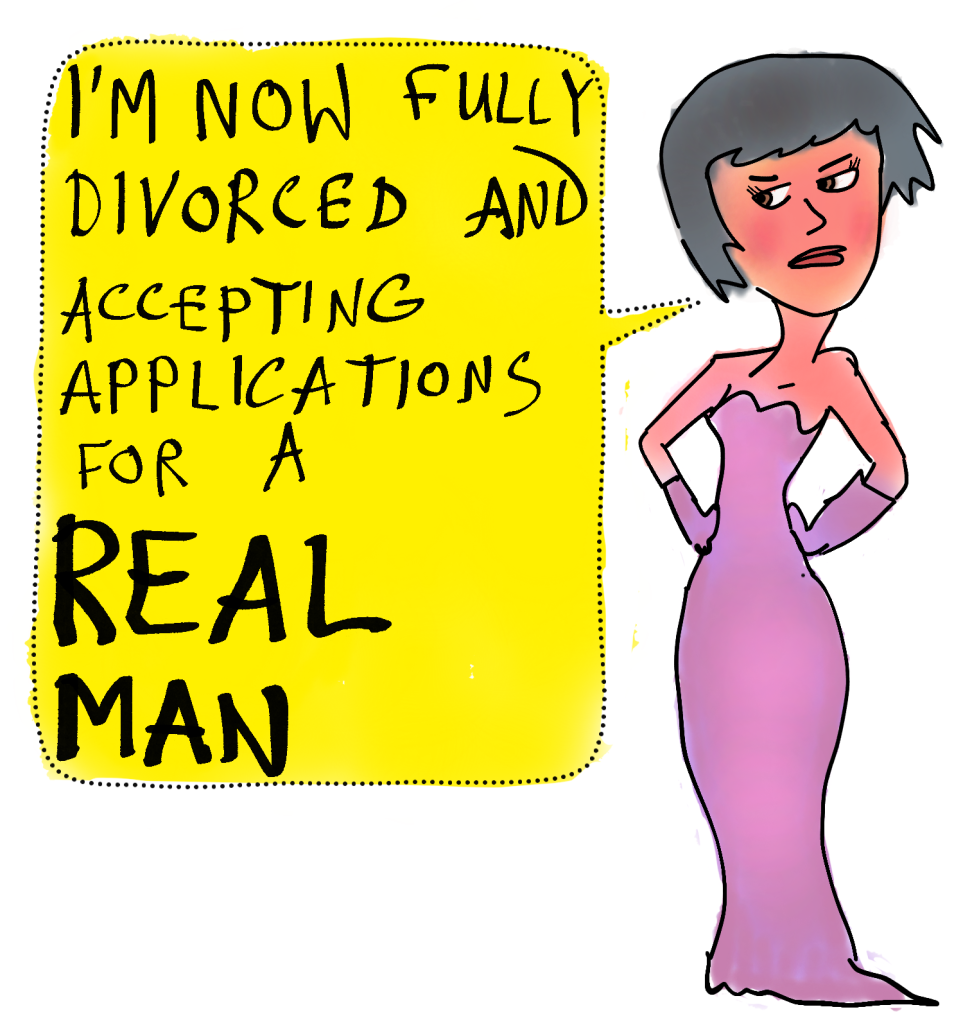 I'M NOW FULLY
DIVORCED AND
ACCEPTING
APPLICATIONS
FOR A
REAL
MAN